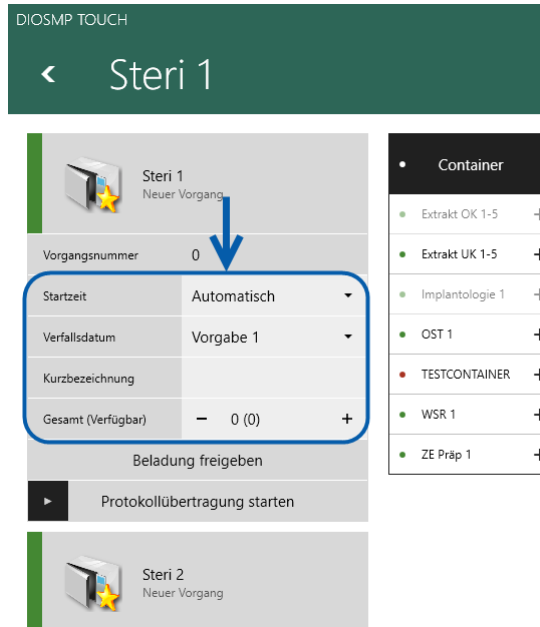 DIOSMP TOUCH
Steri 1
Steri 1
Neuer Vorgang
Vorgangsnummer 0
Startzeit Automatisch
Verfallsdatum Vorgabe 1
Kurzbezeichnung
Gesamt (Verfügbar) − 0 (0) +
Beladung freigeben
Protokollübertragung starten
Steri 2
Neuer Vorgang
Container
Extrakt OK 1-5 +
Extrakt UK 1-5 +
Implantologie 1 +
OST 1 +
TESTCONTAINER +
WSR 1 +
ZE Präp 1 +